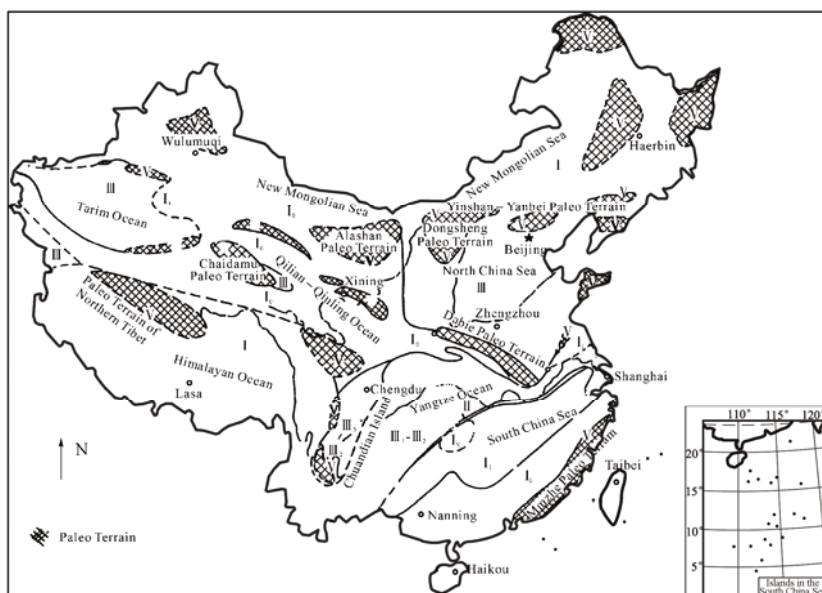 V
V
V
V
Haerbin
Wulumuqi
New Mongolian Sea
I
III
V
I₁
Tarim Ocean
New Mongolian Sea
Yinshan – Yanbei Paleo Terrain
V
Alashan
Paleo Terrain
V
Dongsheng
Paleo Terrain
V
Beijing
Chaidamu
Paleo Terrain
III
Xining
North China Sea
III
III
Qilian – Qinling Ocean
Zhengzhou
Paleo Terrain of
Northern Tibet
V
Dabie Paleo Terrain
V
I
Himalayan Ocean
V
Lasa
Chengdu
Yangtze Ocean
II
Shanghai
V
Chuandian Island
III₁-III₂
South China Sea
I₁
Minzhe Paleo Terrain
Taibei
Nanning
N
Paleo Terrain
Haikou
110° 115° 120°
20°
15°
10°
5°
Islands in the
South China Sea